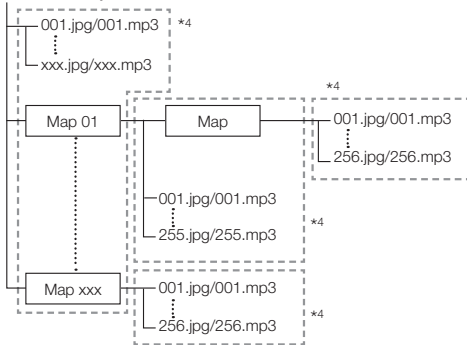 001.jpg/001.mp3 *4
xxx.jpg/xxx.mp3
*4
Map 01 Map 001.jpg/001.mp3
256.jpg/256.mp3
001.jpg/001.mp3
*4
255.jpg/255.mp3
Map xxx 001.jpg/001.mp3
*4
256.jpg/256.mp3